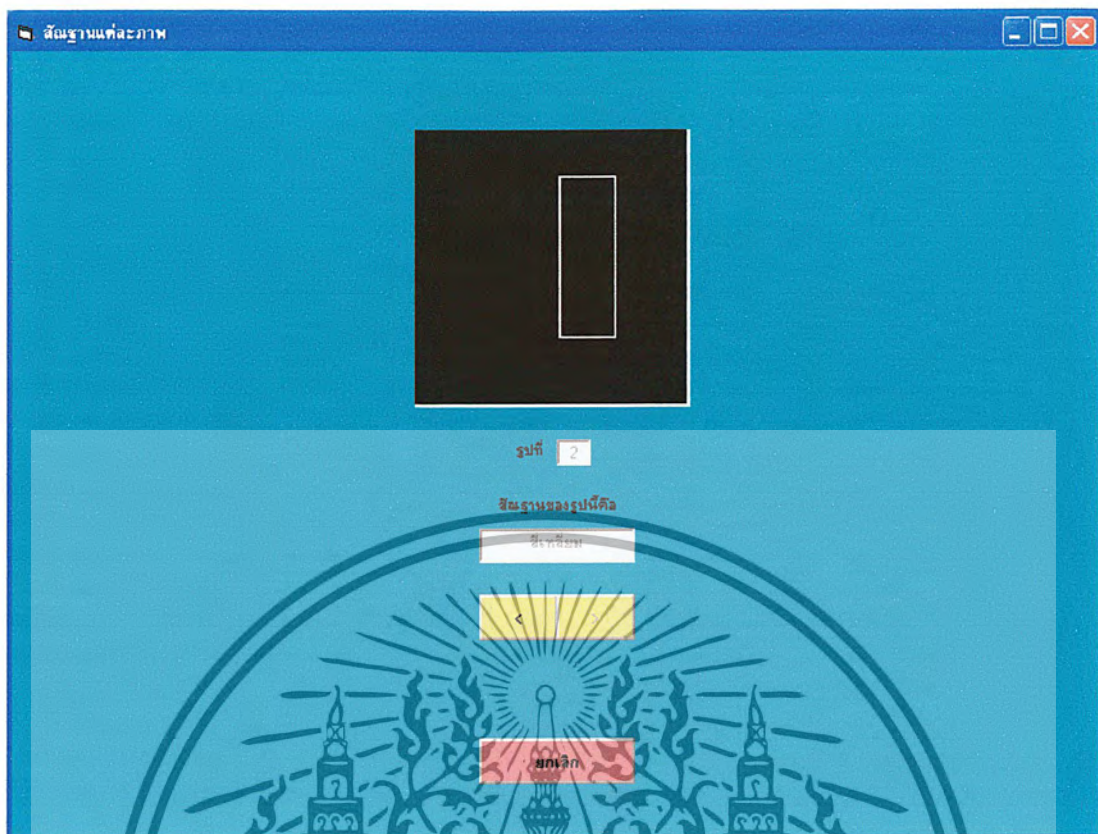 สัณฐานแต่ละภาพ
รูปที่ 2
สัณฐานของรูปนี้คือ
สี่เหลี่ยม
< >
ยกเลิก